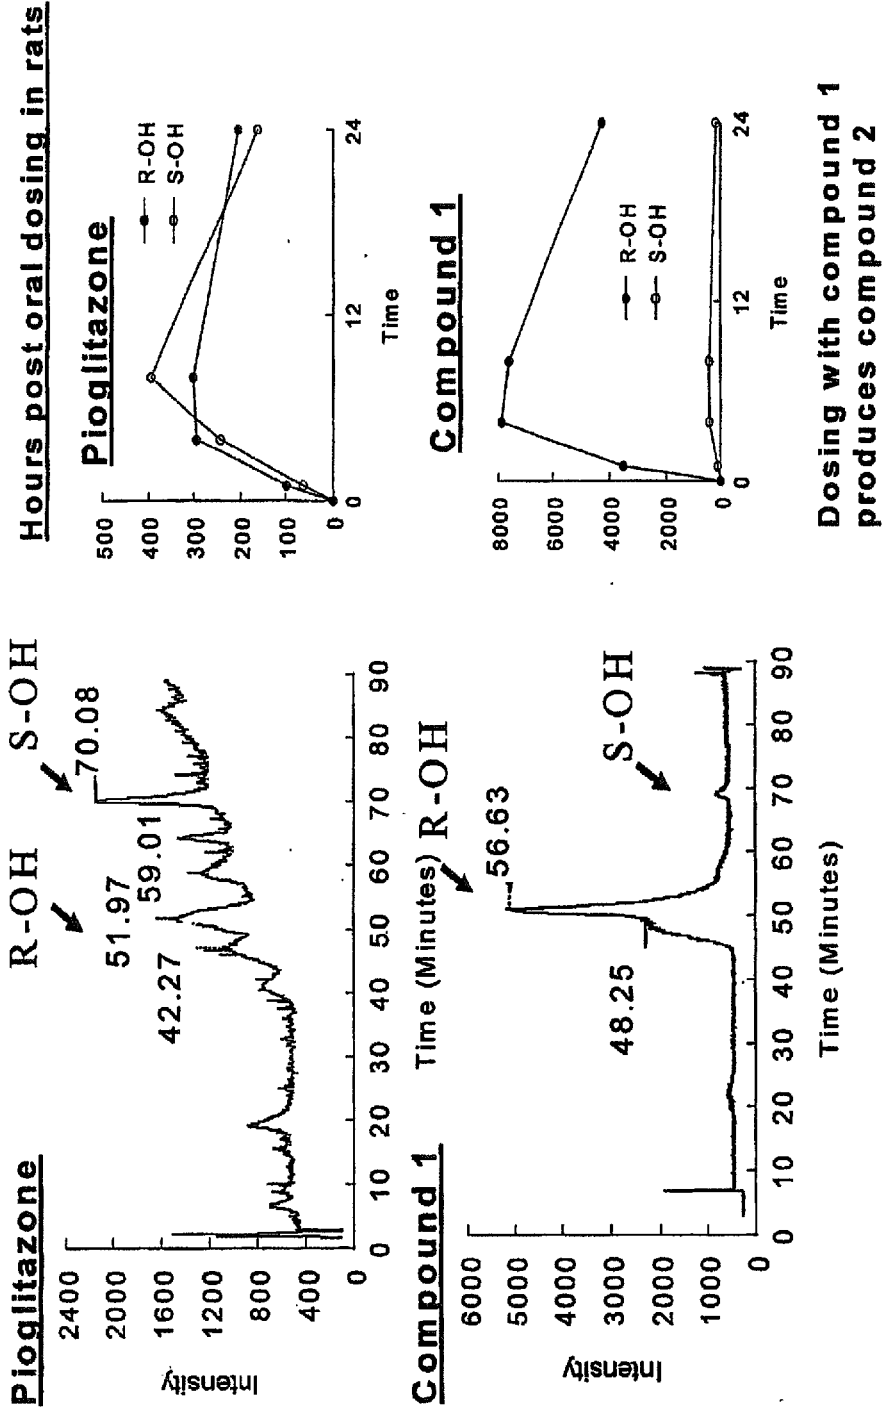 Pioglitazone
R-OH
S-OH
2400
2000
1600
1200
800
400
0
Intensity
42.27
51.97
59.01
70.08
0 10 20 30 40 50 60 70 80 90
Time (Minutes)
Compound 1
R-OH
6000
5000
4000
3000
2000
1000
0
Intensity
48.25
56.63
S-OH
0 10 20 30 40 50 60 70 80 90
Time (Minutes)
Hours post oral dosing in rats
Pioglitazone
500
400
300
200
100
0
R-OH
S-OH
0 12 24
Time
Compound 1
8000
6000
4000
2000
0
R-OH
S-OH
0 12 24
Time
Dosing with compound 1
produces compound 2